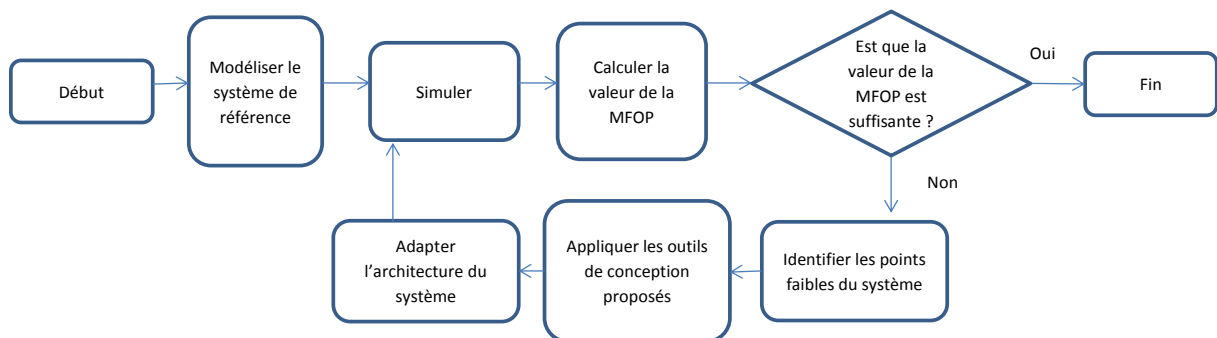 Début
Modéliser le
système de
référence
Simuler
Calculer la
valeur de la
MFOP
Est que la
valeur de la
MFOP est
suffisante ?
Oui
Fin
Non
Identifier les points
faibles du système
Appliquer les outils
de conception
proposés
Adapter
l’architecture du
système